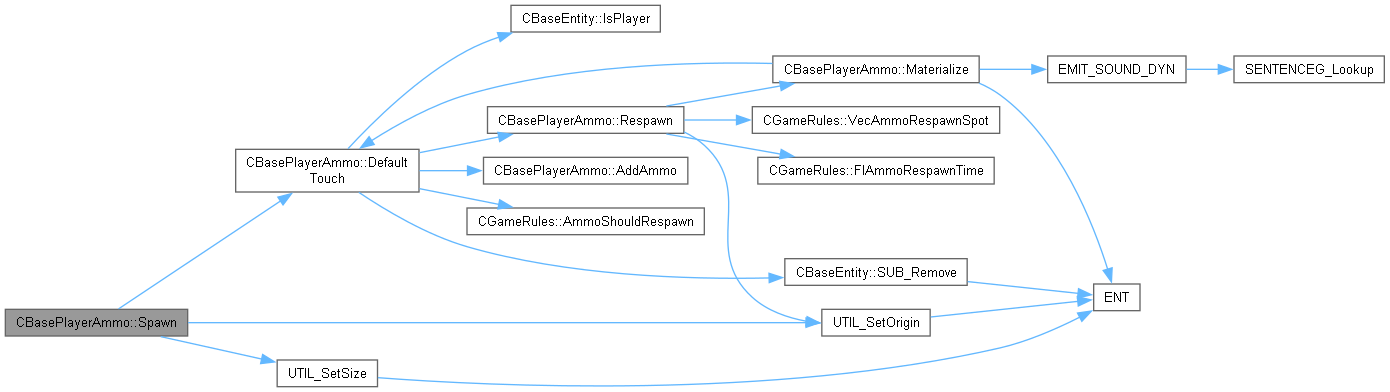 CBaseEntity::IsPlayer
CBasePlayerAmmo::Materialize
EMIT_SOUND_DYN
SENTENCEG_Lookup
CBasePlayerAmmo::Respawn
CGameRules::VecAmmoRespawnSpot
CBasePlayerAmmo::Default
Touch
CBasePlayerAmmo::AddAmmo
CGameRules::FlAmmoRespawnTime
CGameRules::AmmoShouldRespawn
CBaseEntity::SUB_Remove
ENT
CBasePlayerAmmo::Spawn
UTIL_SetOrigin
UTIL_SetSize